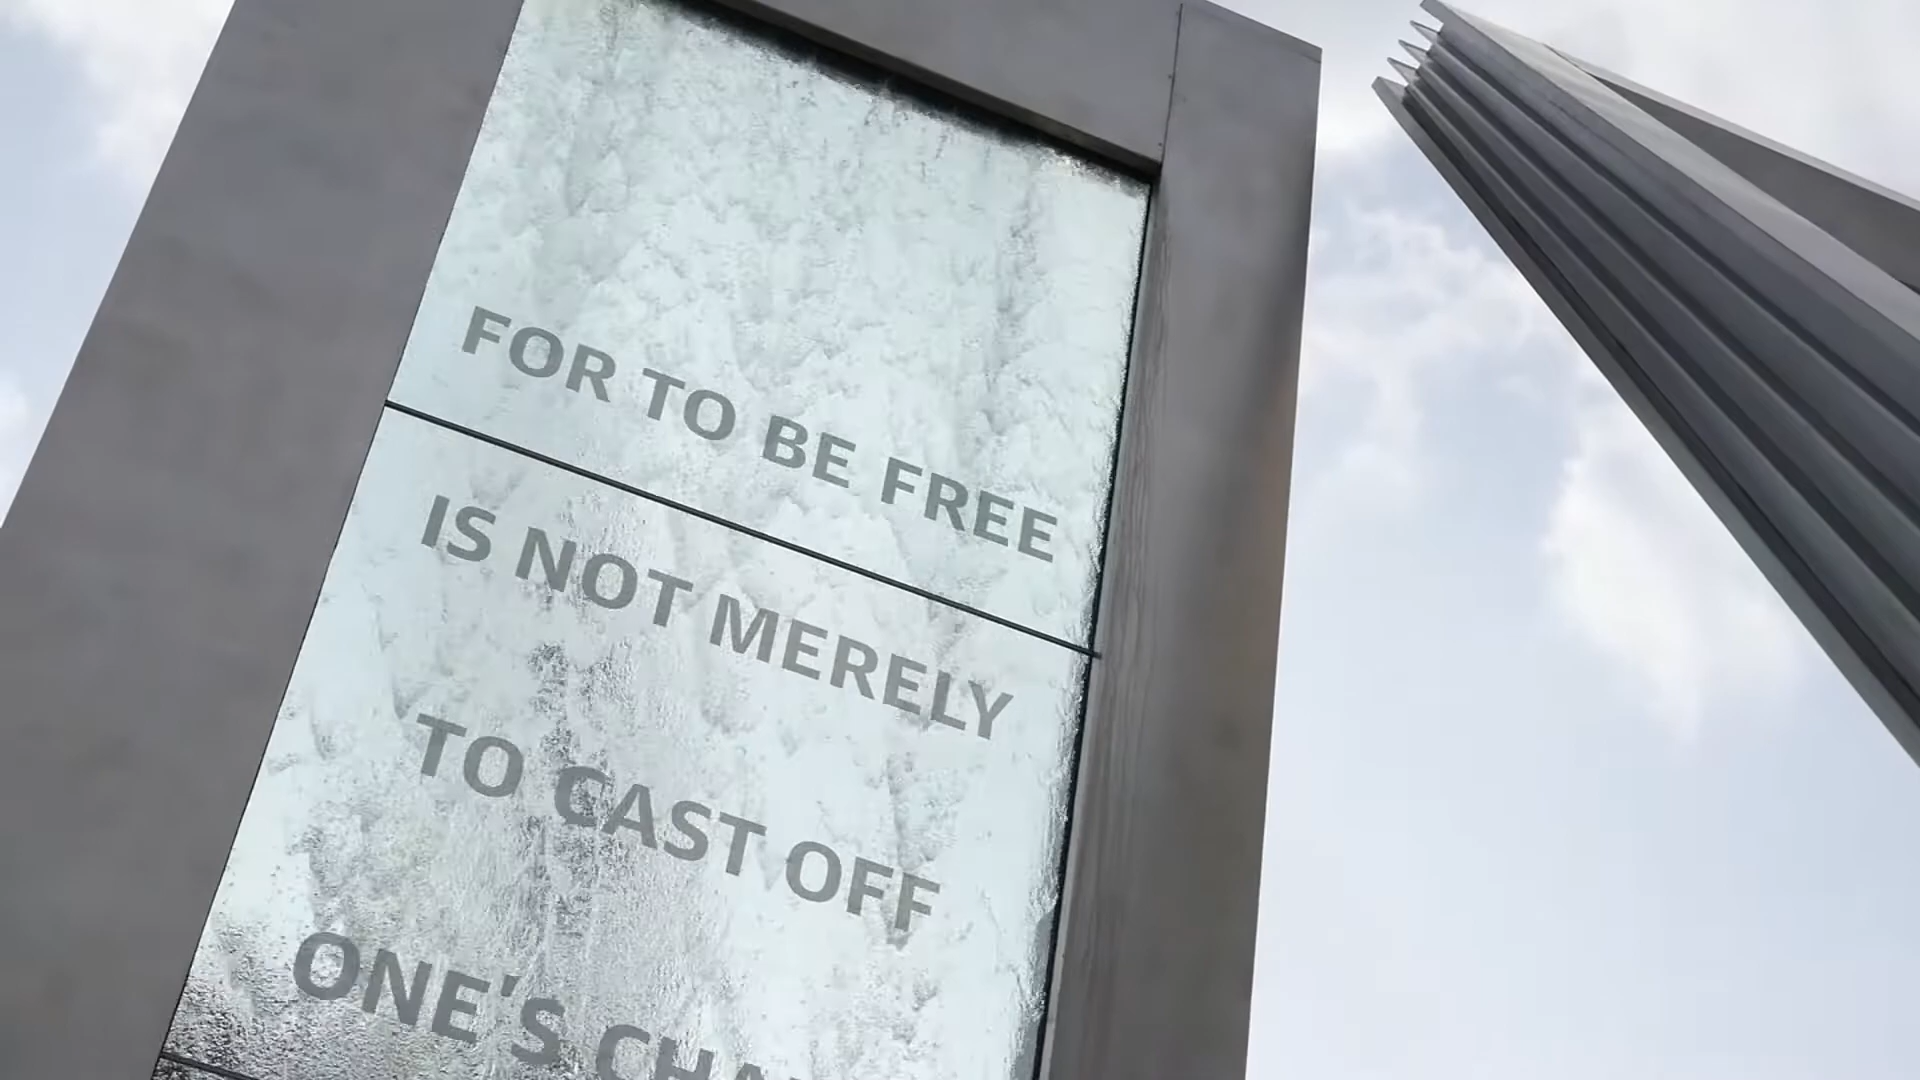 FOR TO BE FREE
IS NOT MERELY
TO CAST OFF
ONE'S